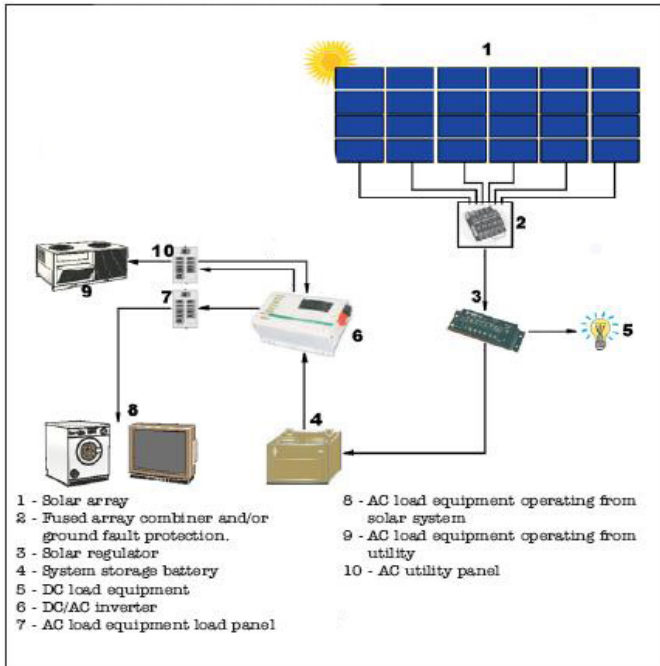 1
2
3
5
10
9
7
6
8
4
1 - Solar array
2 - Fused array combiner and/or
ground fault protection.
3 - Solar regulator
4 - System storage battery
5 - DC load equipment
6 - DC/AC inverter
7 - AC load equipment load panel
8 - AC load equipment operating from
solar system
9 - AC load equipment operating from
utility
10 - AC utility panel